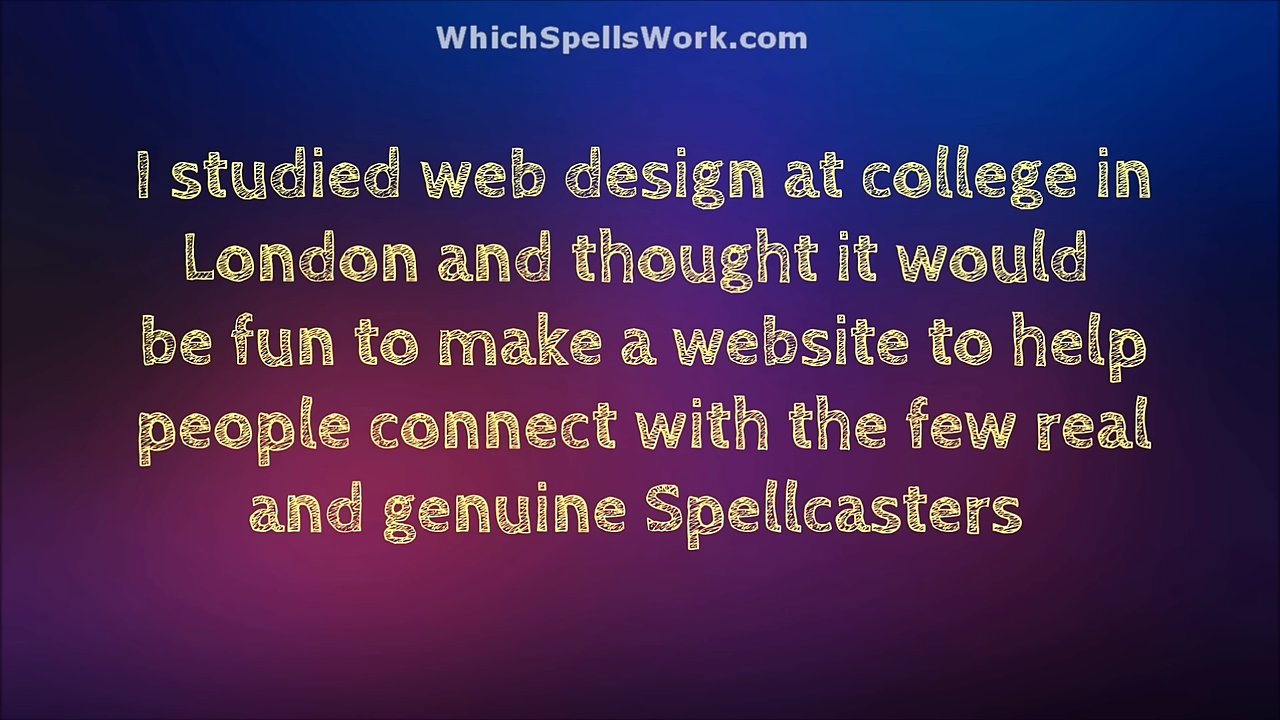 WhichSpellsWork.com
I studied web design at college in
London and thought it would
be fun to make a website to help
people connect with the few real
and genuine Spellcasters